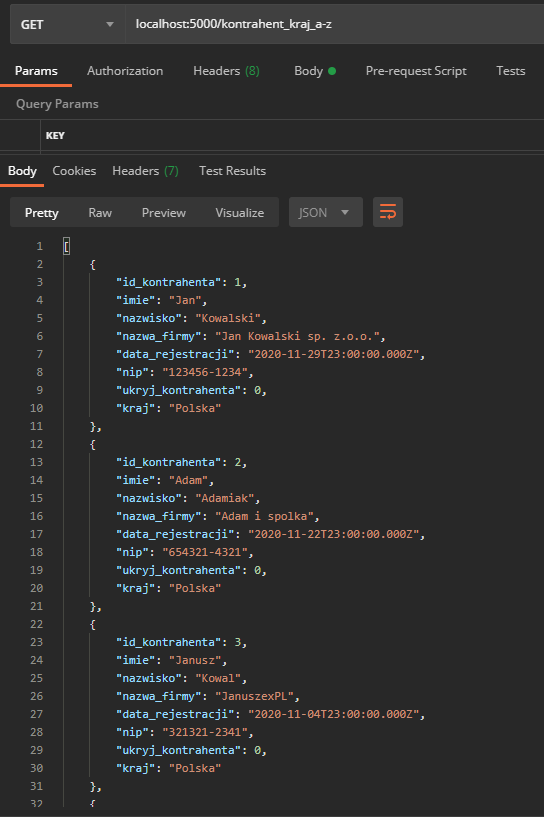 GET localhost:5000/kontrahent_kraj_a-z
Params Authorization Headers (8) Body Pre-request Script Tests
Query Params
KEY
Body Cookies Headers (7) Test Results
Pretty Raw Preview Visualize JSON
1 [
2 {
3 "id_kontrahenta": 1,
4 "imie": "Jan",
5 "nazwisko": "Kowalski",
6 "nazwa_firmy": "Jan Kowalski sp. z.o.o.",
7 "data_rejestracji": "2020-11-29T23:00:00.000Z",
8 "nip": "123456-1234",
9 "ukryj_kontrahenta": 0,
10 "kraj": "Polska"
11 },
12 {
13 "id_kontrahenta": 2,
14 "imie": "Adam",
15 "nazwisko": "Adamiak",
16 "nazwa_firmy": "Adam i spolka",
17 "data_rejestracji": "2020-11-22T23:00:00.000Z",
18 "nip": "654321-4321",
19 "ukryj_kontrahenta": 0,
20 "kraj": "Polska"
21 },
22 {
23 "id_kontrahenta": 3,
24 "imie": "Janusz",
25 "nazwisko": "Kowal",
26 "nazwa_firmy": "JanuszexPL",
27 "data_rejestracji": "2020-11-04T23:00:00.000Z",
28 "nip": "321321-2341",
29 "ukryj_kontrahenta": 0,
30 "kraj": "Polska"
31 },
32 {